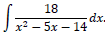 ∫ 18 / (x² − 5x − 14) dx.